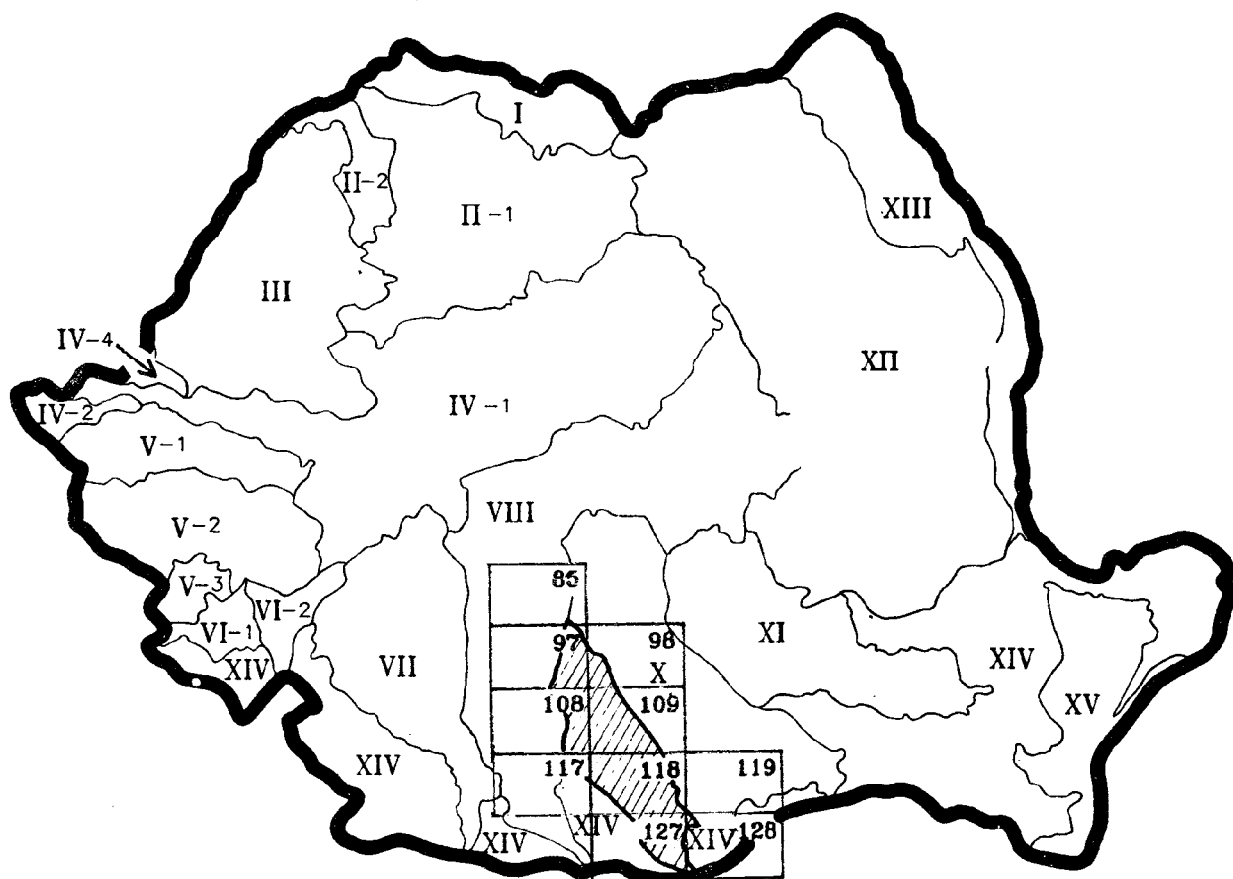 I
II-2
П-1
XIII
III
IV-4
XП
IV-2
IV-1
V-1
VIII
V-2
85
V-3
VI-2
VI-1
97
98
XI
XIV
XIV
VII
X
XV
108
109
XIV
117
118
119
XIV
XIV
127
XIV
128